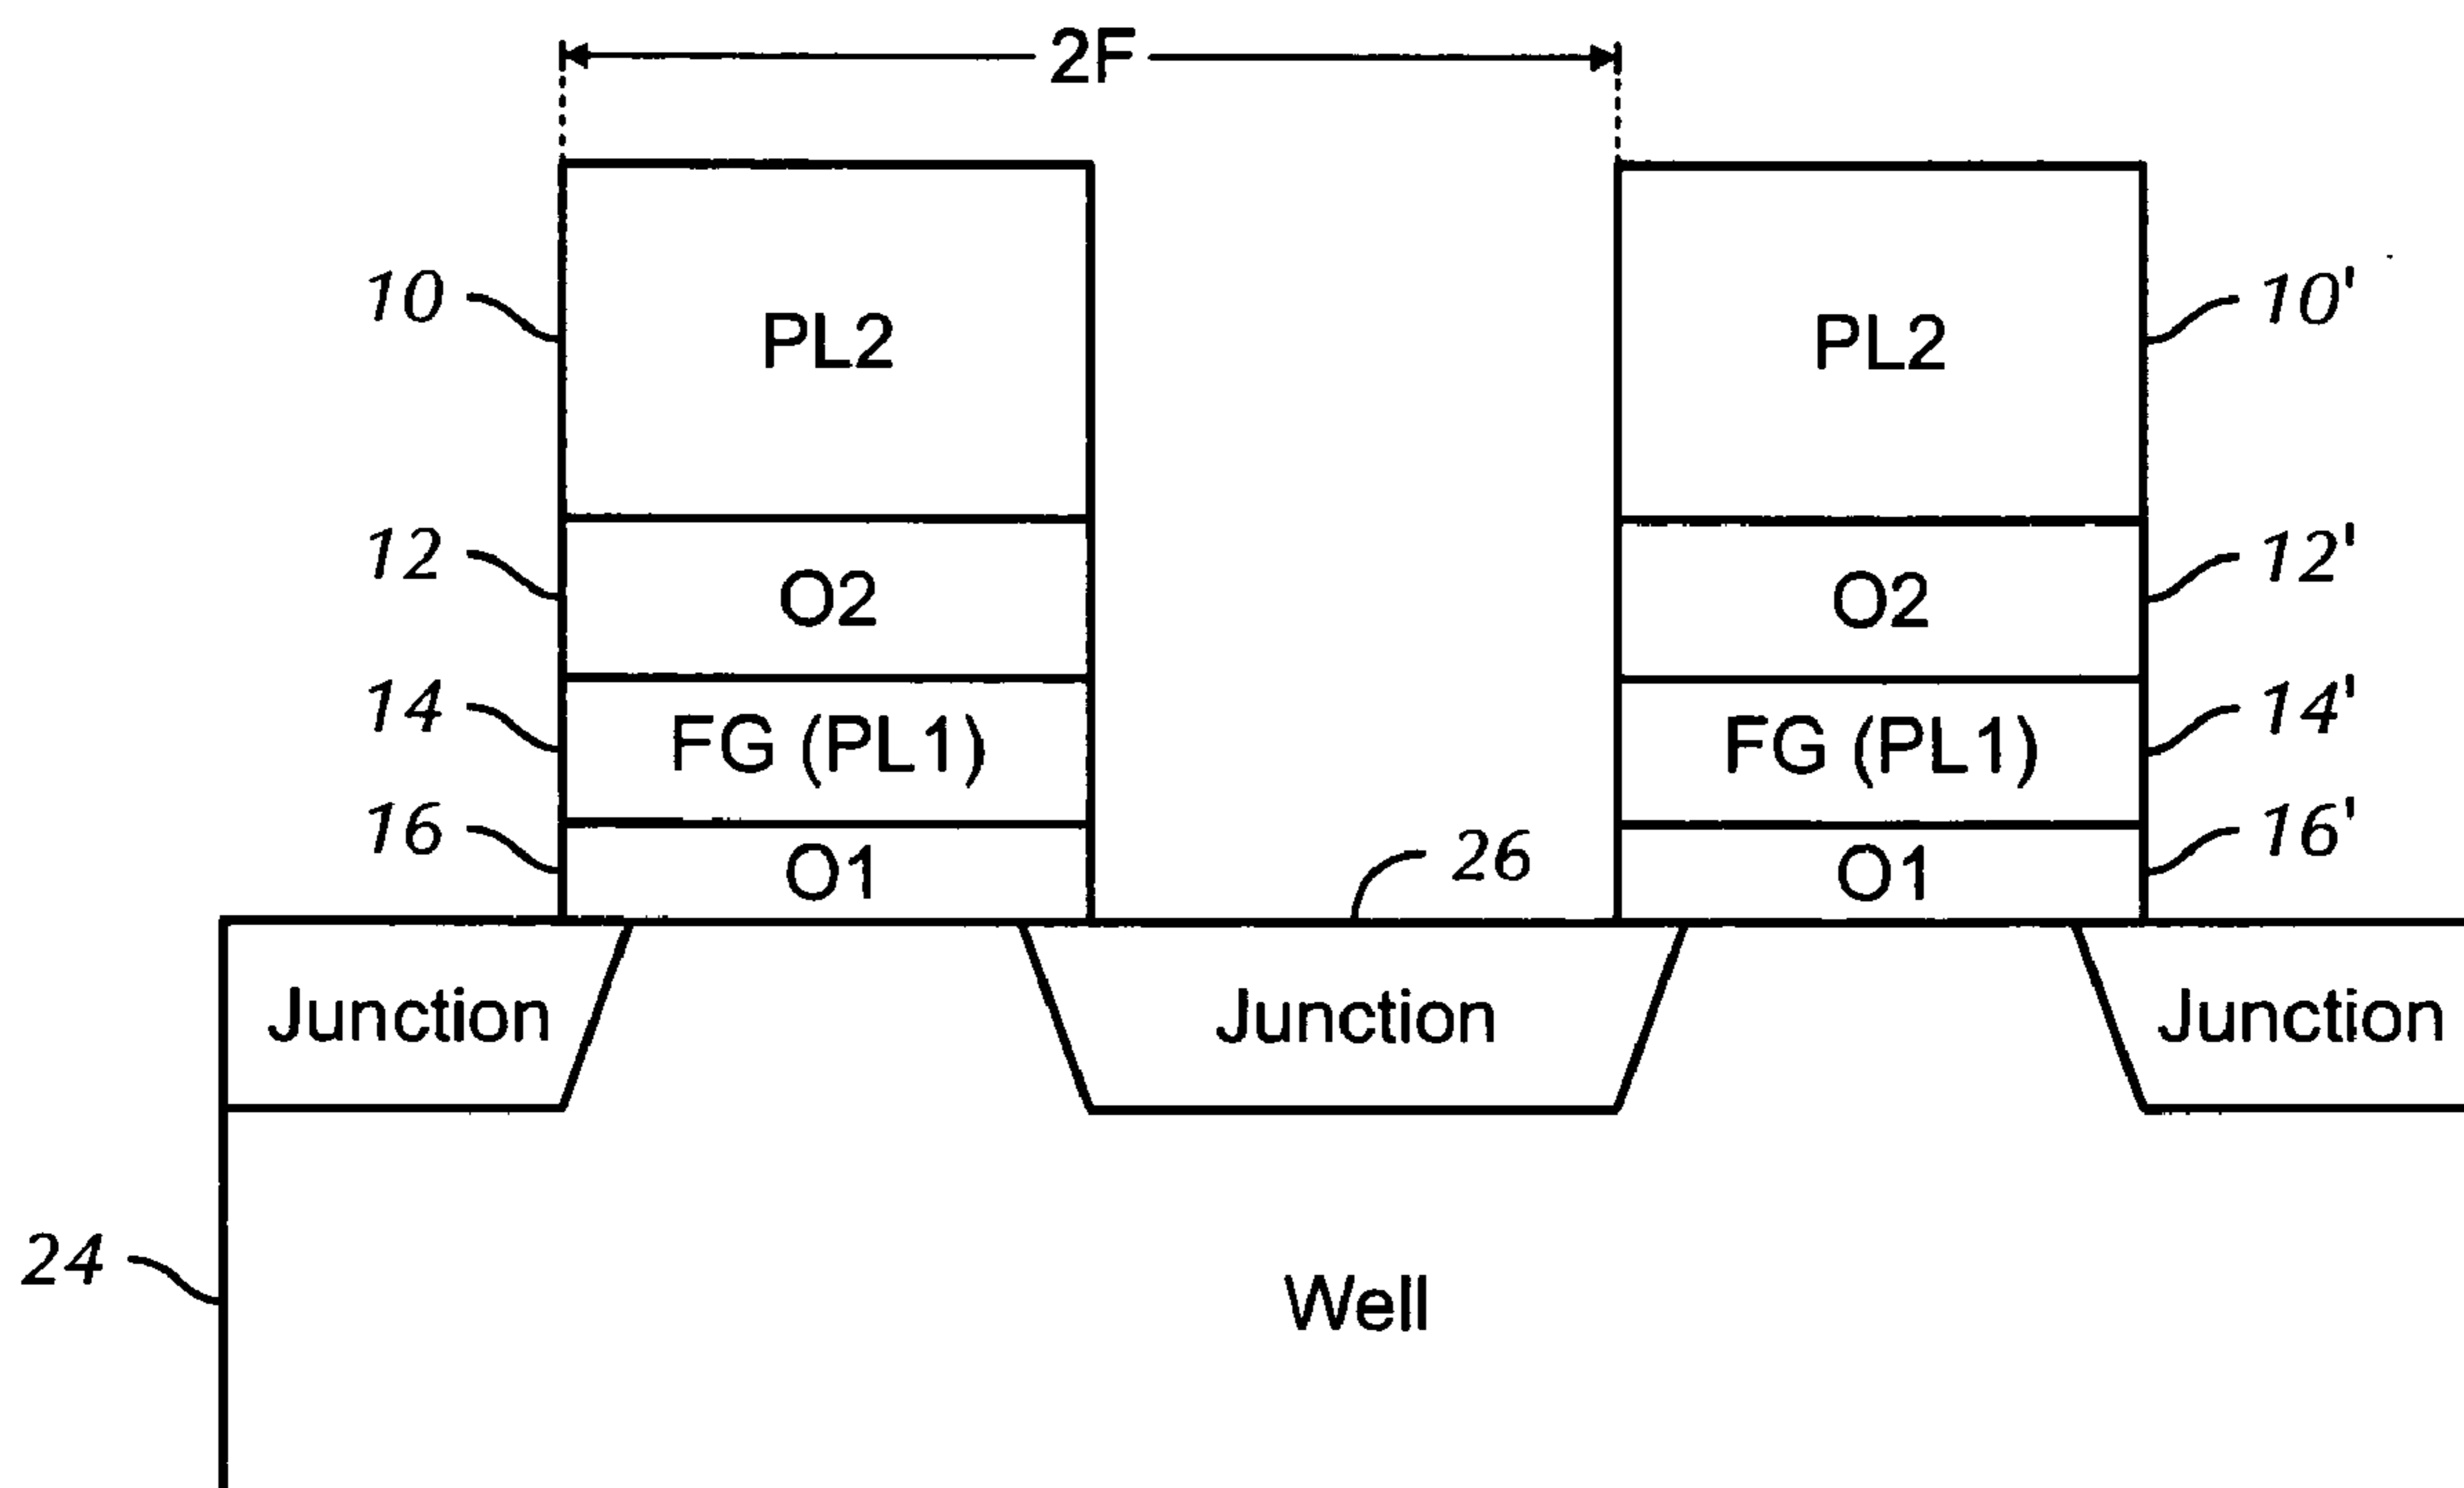 2F
10 PL2 PL2 10'
12 O2 O2 12'
14 FG (PL1) FG (PL1) 14'
16 O1 26 O1 16'
Junction Junction Junction
24 Well